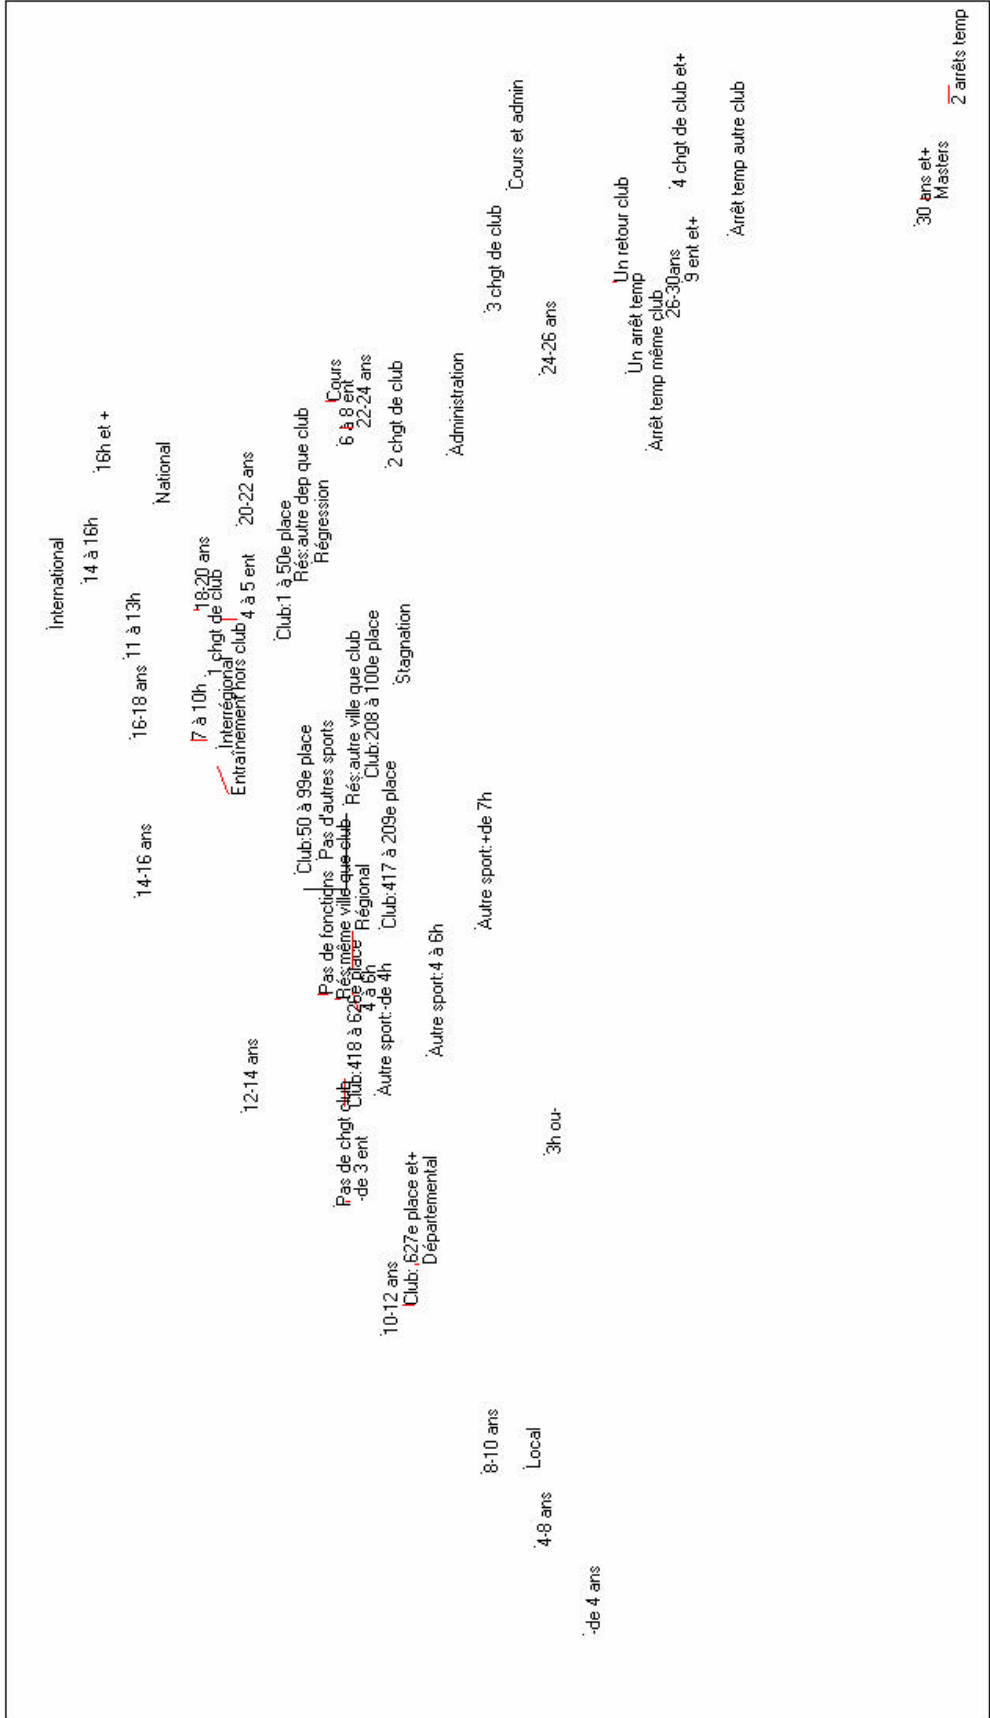 International
14 à 16h
16h et +
11 à 13h
16-18 ans
14-16 ans
National
18-20 ans
7 à 10h
1 chgt de club
Interrégional
Entraînement hors club
4 à 5 ent
20-22 ans
12-14 ans
Club:1 à 50e place
Rés:autre dep que club
Régression
Club:50 à 99e place
Pas de fonctions
Pas d'autres sports
Cours
6 à 8 ent
22-24 ans
Rés:même ville que club
Rés:autre ville que club
Pas de chgt club
Club:418 à 626e place
-de 3 ent
4 à 6h
Régional
Club:208 à 100e place
Autre sport:-de 4h
Club:417 à 209e place
2 chgt de club
10-12 ans
Stagnation
Club:627e place et+
Départemental
Autre sport:4 à 6h
Administration
Autre sport:+de 7h
8-10 ans
3 chgt de club
Cours et admin
Local
4-8 ans
3h ou-
24-26 ans
-de 4 ans
Un retour club
Un arrêt temp
Arrêt temp même club
26-30ans
4 chgt de club et+
9 ent et+
Arrêt temp autre club
30 ans et+
Masters
2 arrêts temp